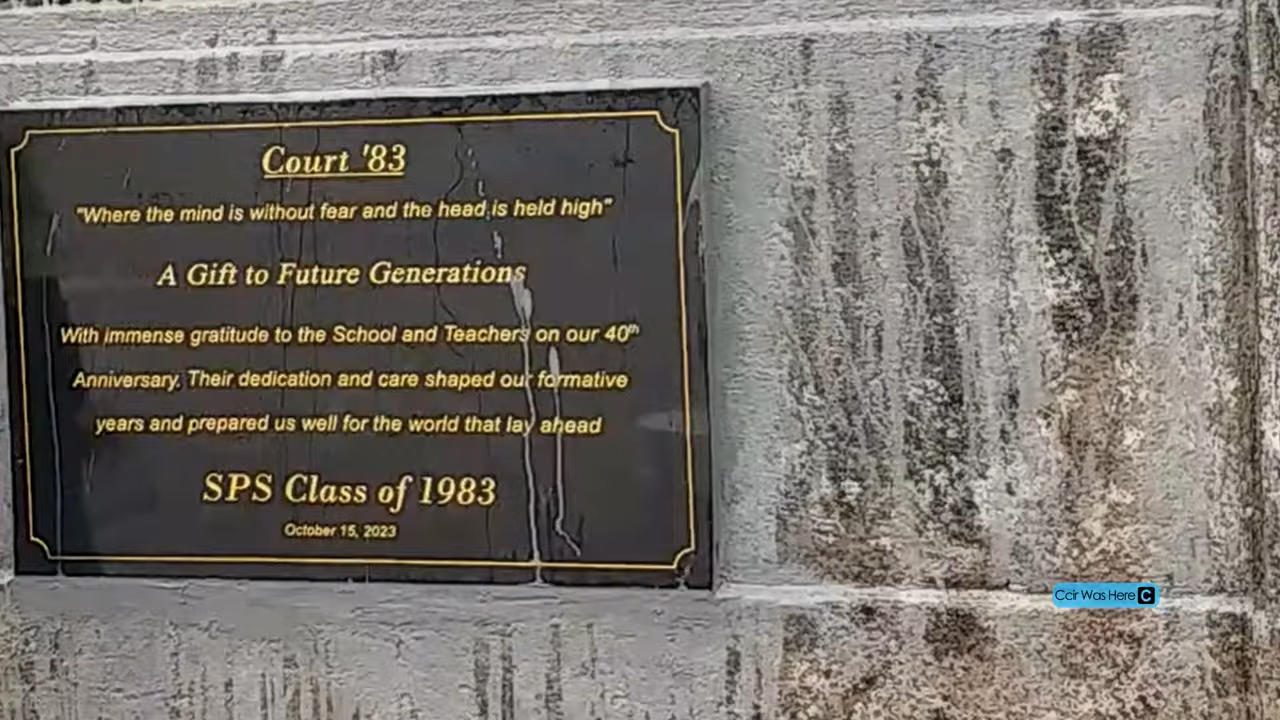 Court '83
"Where the mind is without fear and the head is held high"
A Gift to Future Generations
With immense gratitude to the School and Teachers on our 40th
Anniversary, Their dedication and care shaped our formative
years and prepared us well for the world that lay ahead
SPS Class of 1983
October 15, 2023
Ccir Was Here C